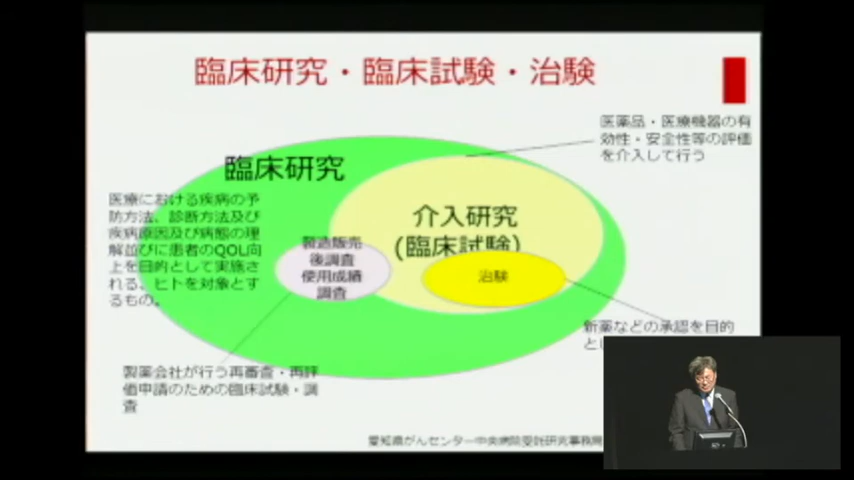 臨床研究・臨床試験・治験
医薬品・医療機器の有
効性・安全性等の評価
を介入して行う
臨床研究
医療における疾病の予
防方法、診断方法及び
疾病原因及び病態の理
解並びに患者のQOL向
上を目的として実施さ
れる、ヒトを対象とす
るもの。
介入研究
(臨床試験)
製造販売
後調査
使用成績
調査
治験
新薬などの承認を目的
と
製薬会社が行う再審査・再評
価申請のための臨床試験・調
査
愛知県がんセンター中央病院受託研究事務局